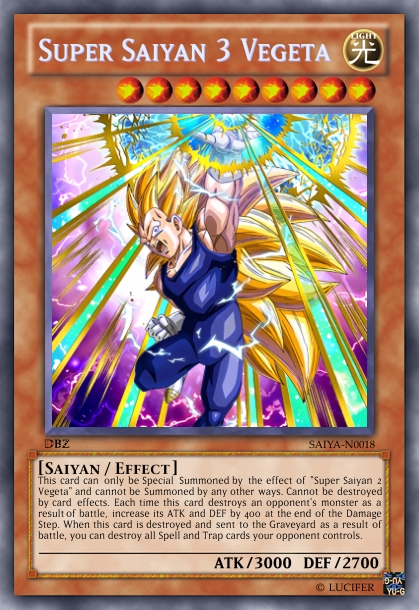 SUPER SAIYAN 3 VEGETA
LIGHT
光
DBZ
SAIYA-N0018
[SAIYAN / EFFECT]
This card can only be Special Summoned by the effect of "Super Saiyan 2
Vegeta" and cannot be Summoned by any other ways. Cannot be destroyed
by card effects. Each time this card destroys an opponent's monster as a
result of battle, increase its ATK and DEF by 400 at the end of the Damage
Step. When this card is destroyed and sent to the Graveyard as a result of
battle, you can destroy all Spell and Trap cards your opponent controls.
ATK/3000 DEF/2700
© LUCIFER